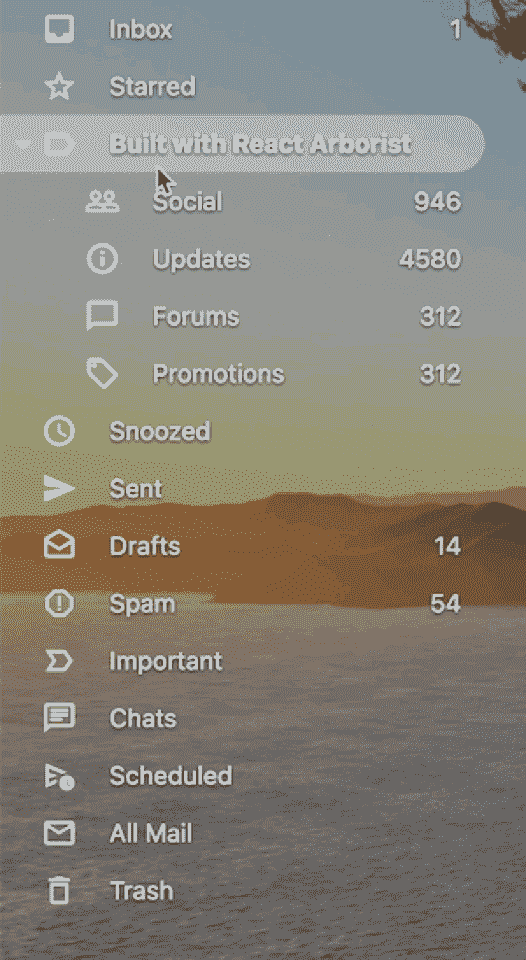 Inbox 1
Starred
Built with React Arborist
Social 946
Updates 4580
Forums 312
Promotions 312
Snoozed
Sent
Drafts 14
Spam 54
Important
Chats
Scheduled
All Mail
Trash